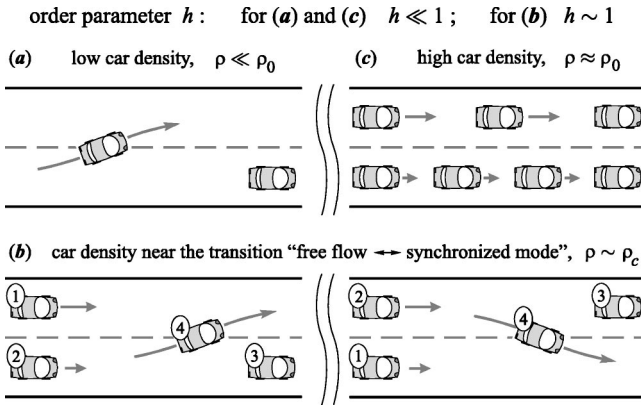 order parameter h : for (a) and (c) h ≪ 1 ; for (b) h ~ 1
(a) low car density, ρ ≪ ρ₀
(c) high car density, ρ ≈ ρ₀
(b) car density near the transition “free flow ↔ synchronized mode”, ρ ~ ρc
1
4
2
3
2
3
4
1